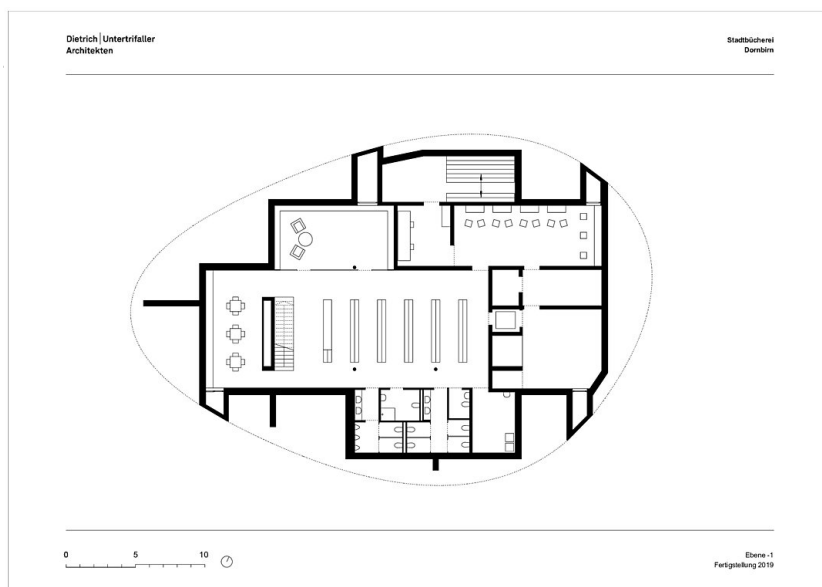 Dietrich|Untertrifaller
Architekten
Stadtbücherei
Dornbirn
0 5 10
Ebene -1
Fertigstellung 2019